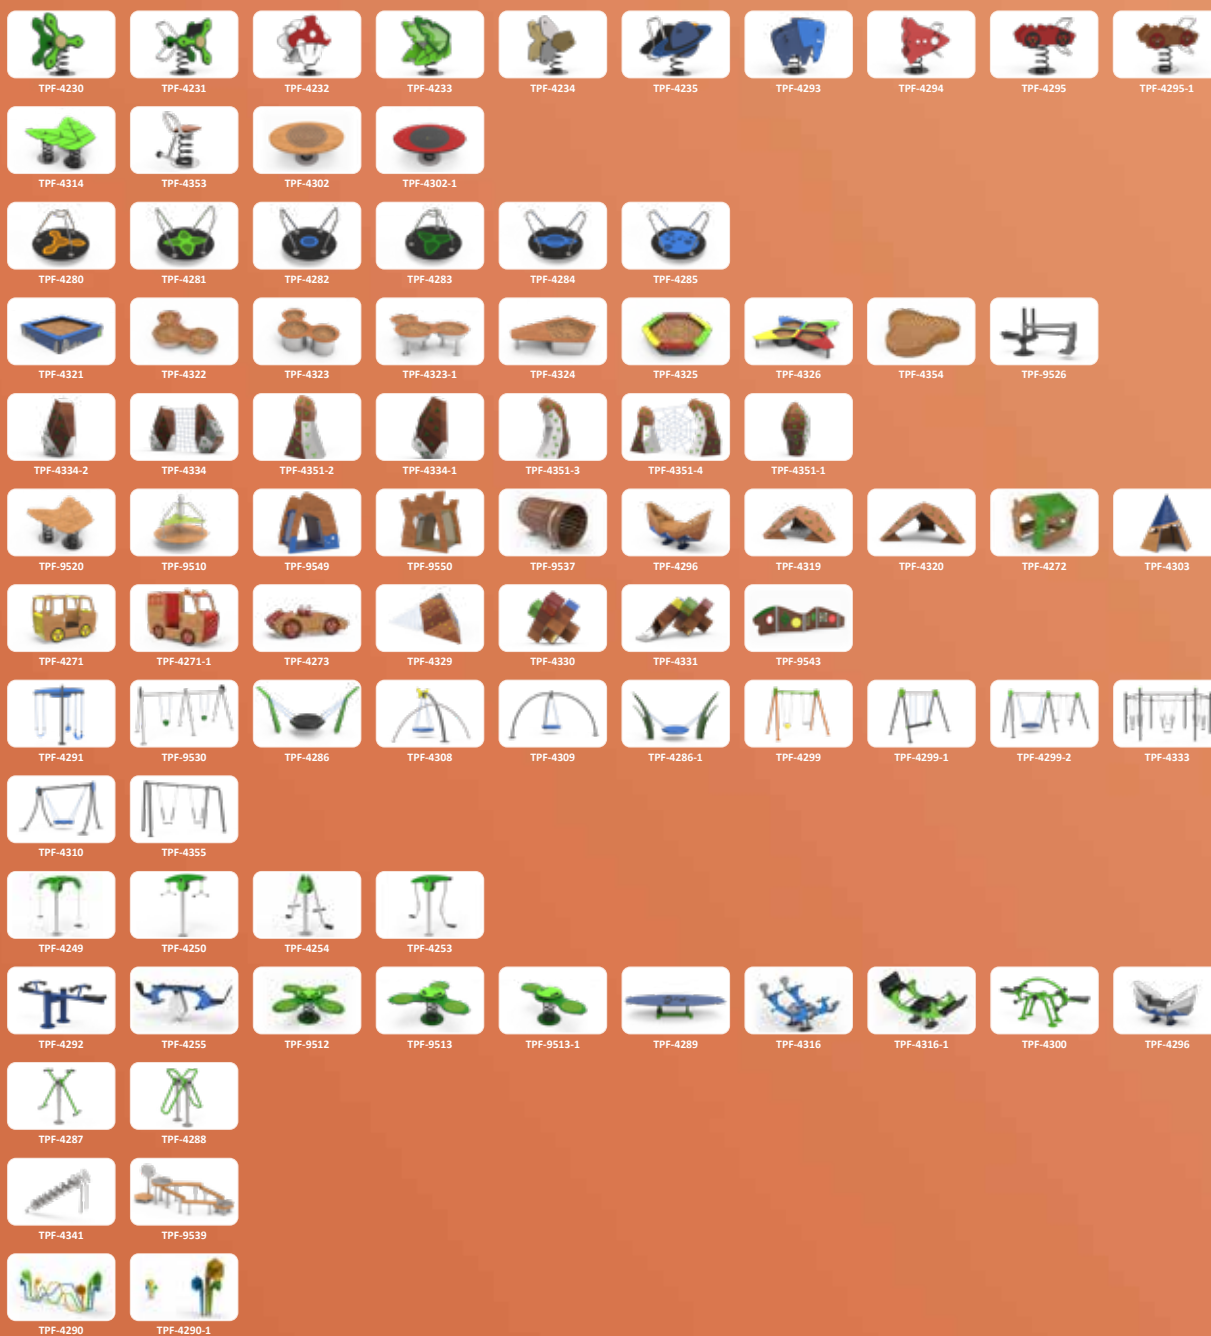 TPF-4230 TPF-4231 TPF-4232 TPF-4233 TPF-4234 TPF-4235 TPF-4293 TPF-4294 TPF-4295 TPF-4295-1
TPF-4314 TPF-4353 TPF-4302 TPF-4302-1
TPF-4280 TPF-4281 TPF-4282 TPF-4283 TPF-4284 TPF-4285
TPF-4321 TPF-4322 TPF-4323 TPF-4323-1 TPF-4324 TPF-4325 TPF-4326 TPF-4354 TPF-9526
TPF-4334-2 TPF-4334 TPF-4351-2 TPF-4334-1 TPF-4351-3 TPF-4351-4 TPF-4351-1
TPF-9520 TPF-9510 TPF-9549 TPF-9550 TPF-9537 TPF-4296 TPF-4319 TPF-4320 TPF-4272 TPF-4303
TPF-4271 TPF-4271-1 TPF-4273 TPF-4329 TPF-4330 TPF-4331 TPF-9543
TPF-4291 TPF-9530 TPF-4286 TPF-4308 TPF-4309 TPF-4286-1 TPF-4299 TPF-4299-1 TPF-4299-2 TPF-4333
TPF-4310 TPF-4355
TPF-4249 TPF-4250 TPF-4254 TPF-4253
TPF-4292 TPF-4255 TPF-9512 TPF-9513 TPF-9513-1 TPF-4289 TPF-4316 TPF-4316-1 TPF-4300 TPF-4296
TPF-4287 TPF-4288
TPF-4341 TPF-9539
TPF-4290 TPF-4290-1